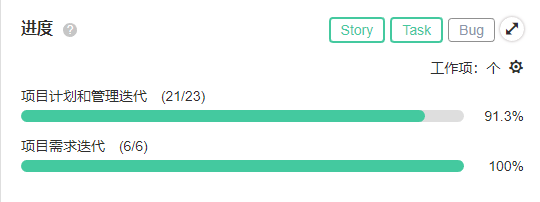 进度 ?
Story Task Bug
工作项：个
项目计划和管理迭代 (21/23)
91.3%
项目需求迭代 (6/6)
100%